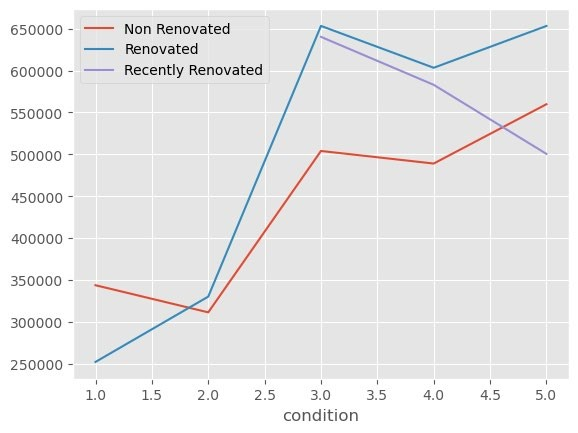 Non Renovated
Renovated
Recently Renovated
650000
600000
550000
500000
450000
400000
350000
300000
250000
1.0 1.5 2.0 2.5 3.0 3.5 4.0 4.5 5.0
condition